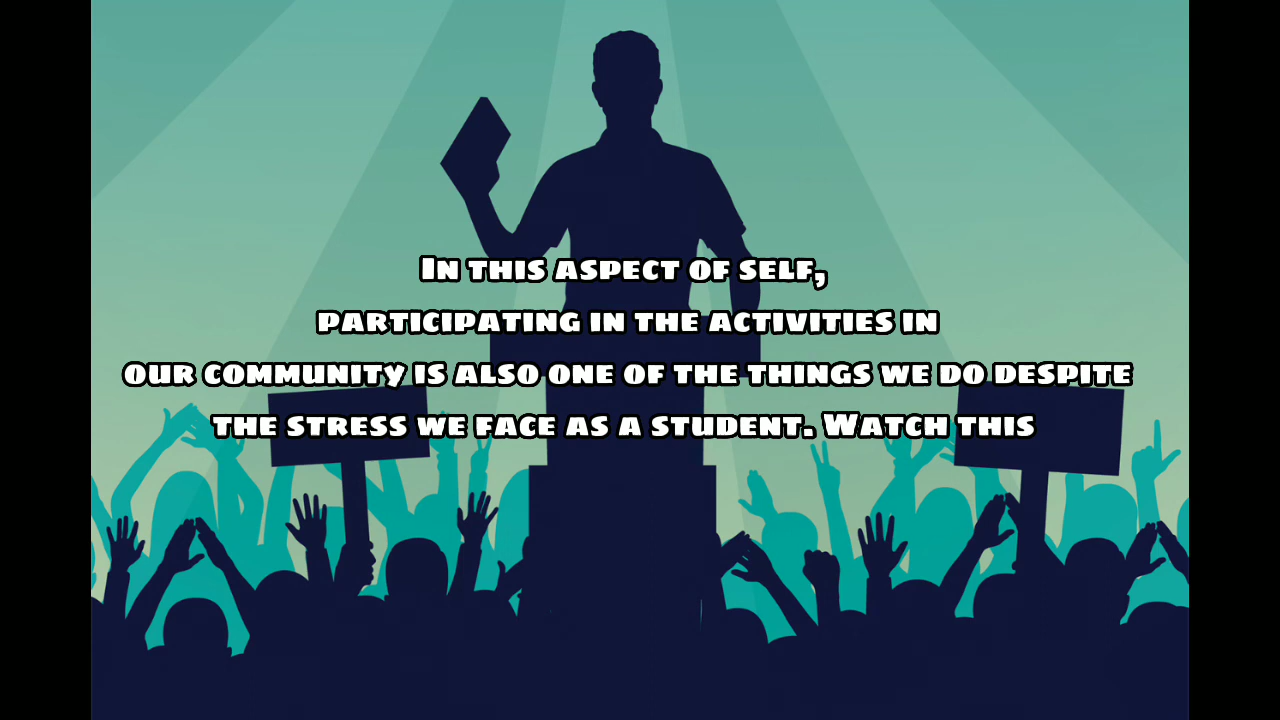 In this aspect of self,
participating in the activities in
our community is also one of the things we do despite
the stress we face as a student. Watch this